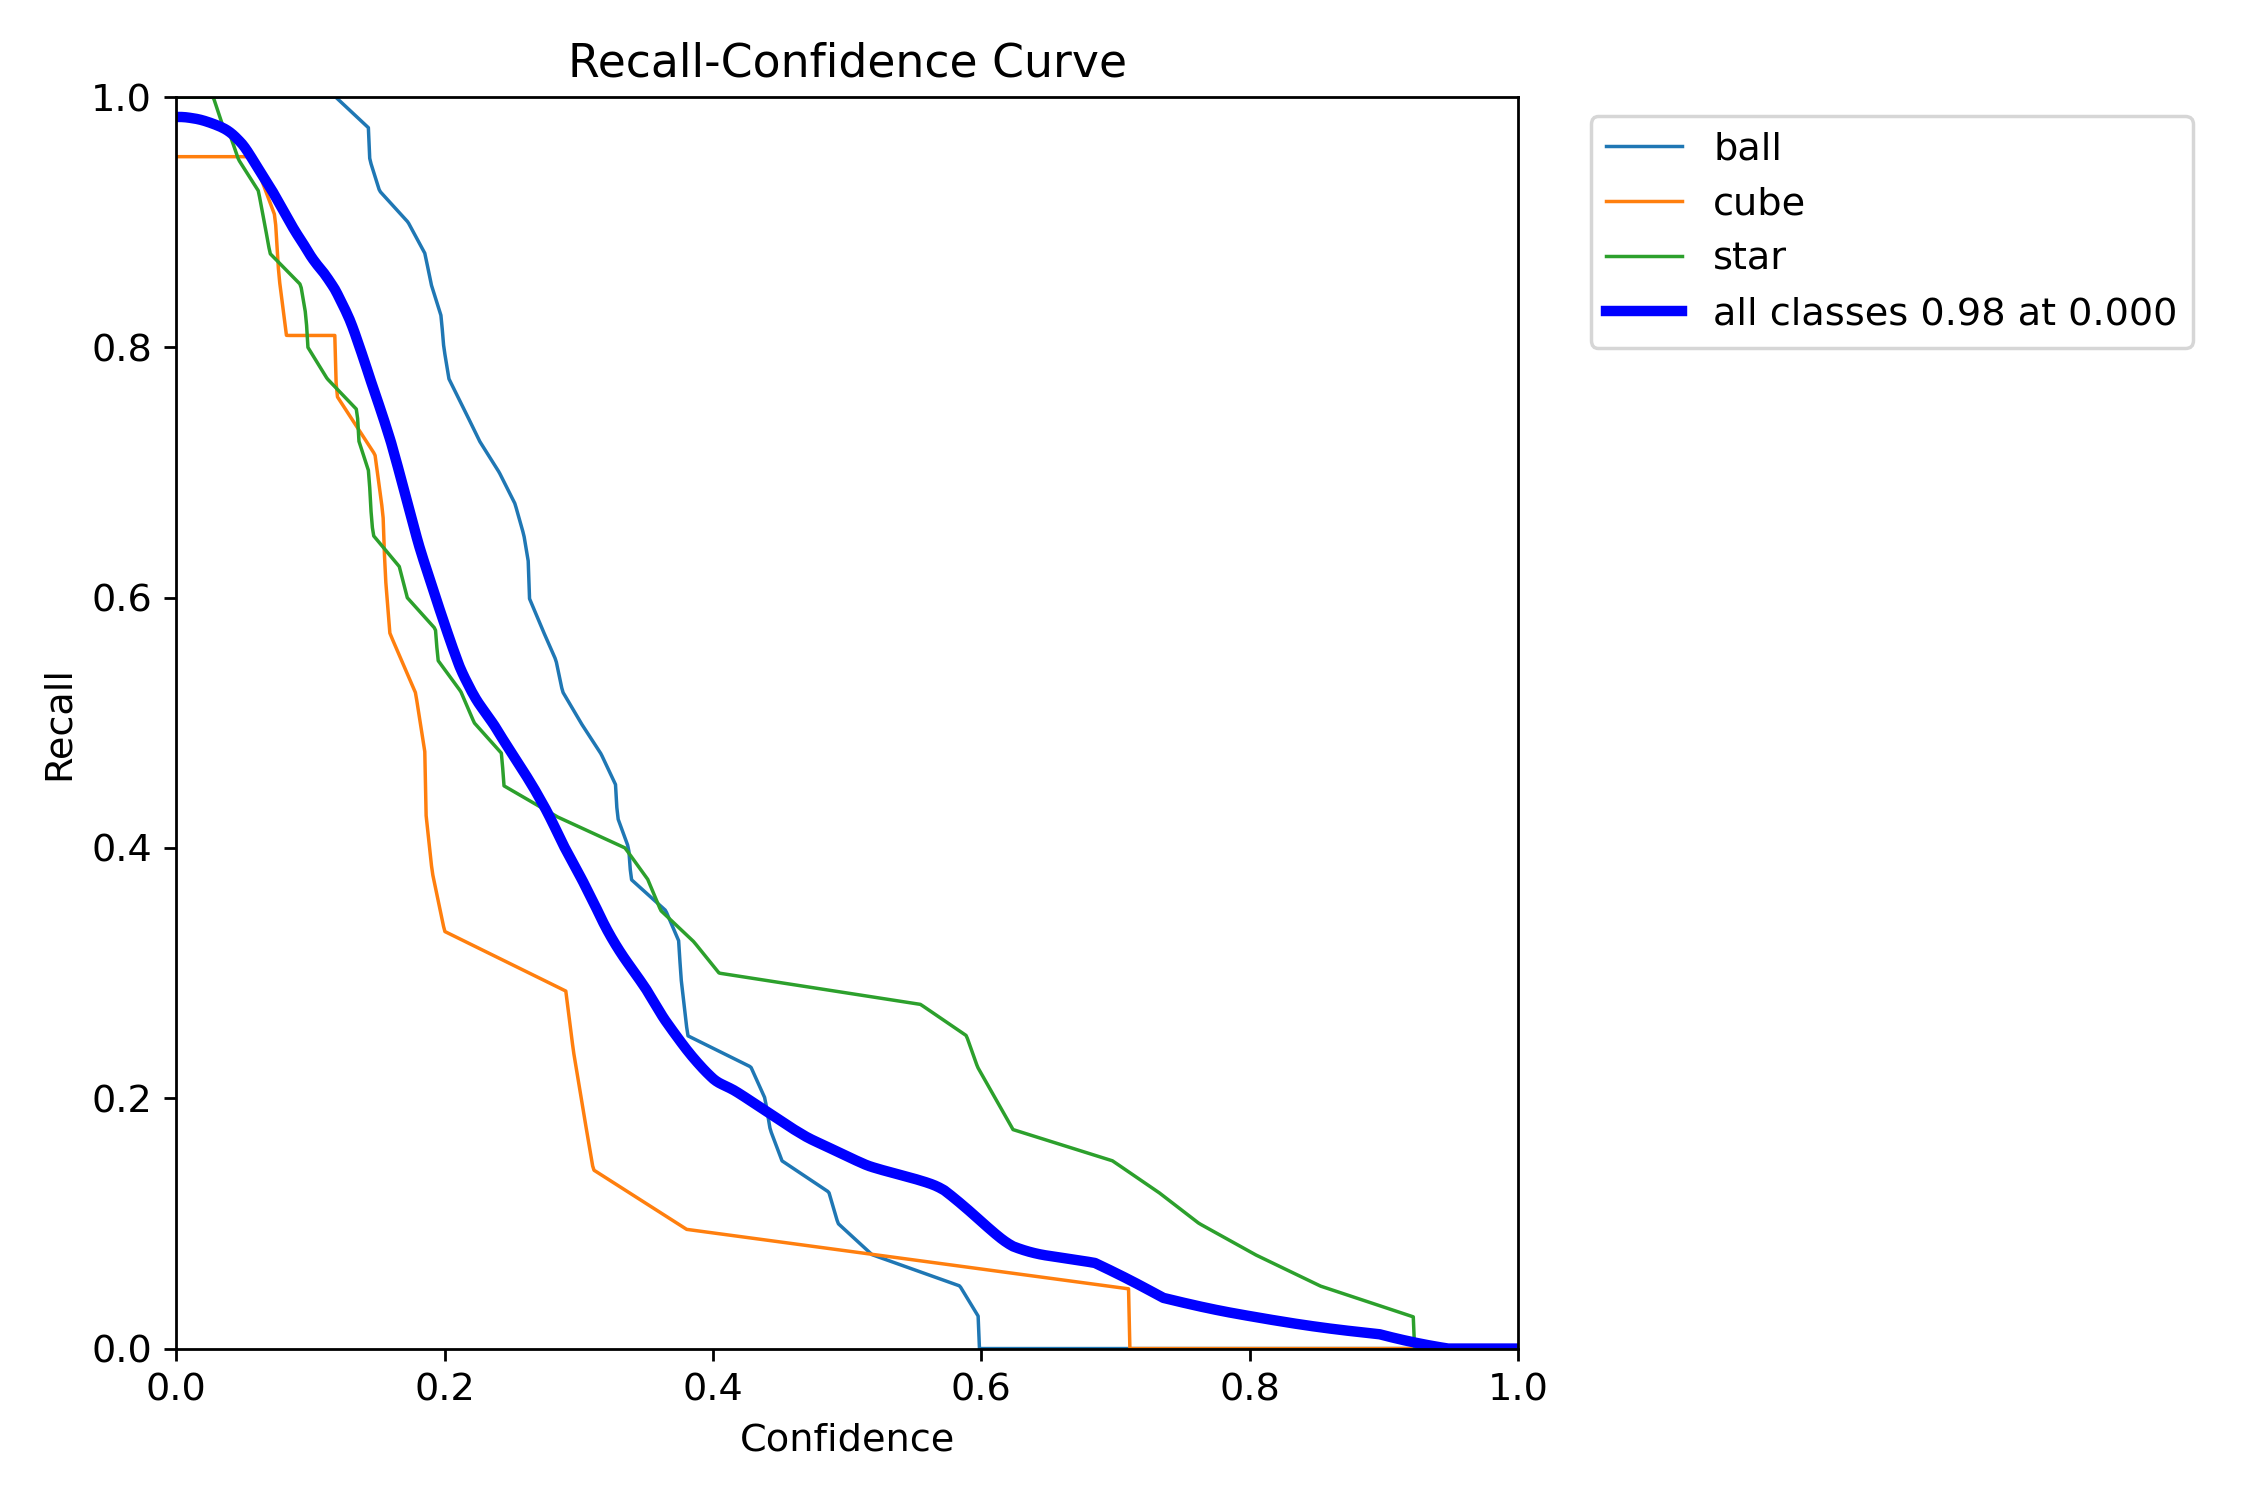 Recall-Confidence Curve
1.0
0.8
0.6
0.4
0.2
0.0
Recall
0.0 0.2 0.4 0.6 0.8 1.0
Confidence
ball
cube
star
all classes 0.98 at 0.000